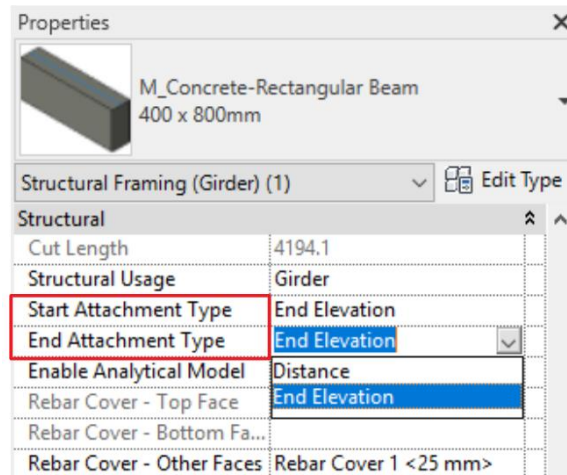 Properties
M_Concrete-Rectangular Beam
400 x 800mm
Structural Framing (Girder) (1) Edit Type
Structural
Cut Length 4194.1
Structural Usage Girder
Start Attachment Type End Elevation
End Attachment Type End Elevation
Enable Analytical Model Distance
Rebar Cover - Top Face End Elevation
Rebar Cover - Bottom Fa...
Rebar Cover - Other Faces Rebar Cover 1 <25 mm>